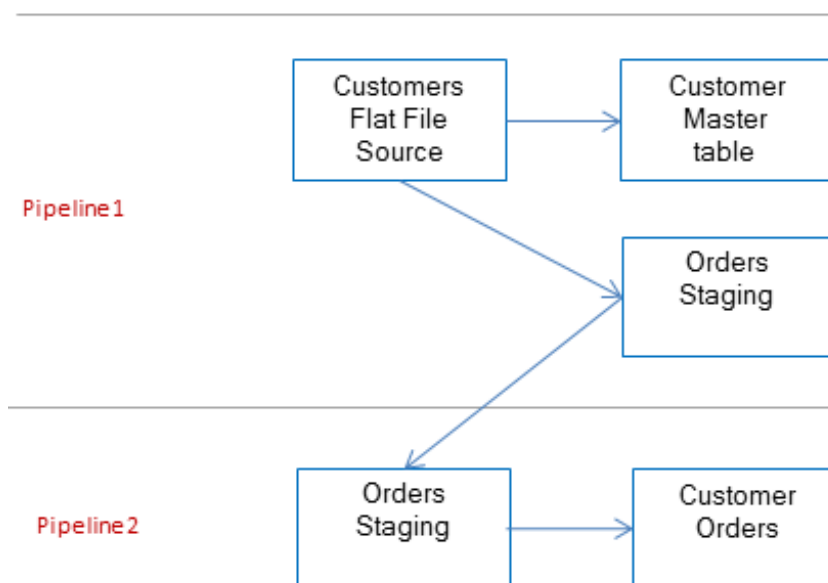 Customers
Flat File
Source
Customer
Master
table
Pipeline1
Orders
Staging
Orders
Staging
Customer
Orders
Pipeline2